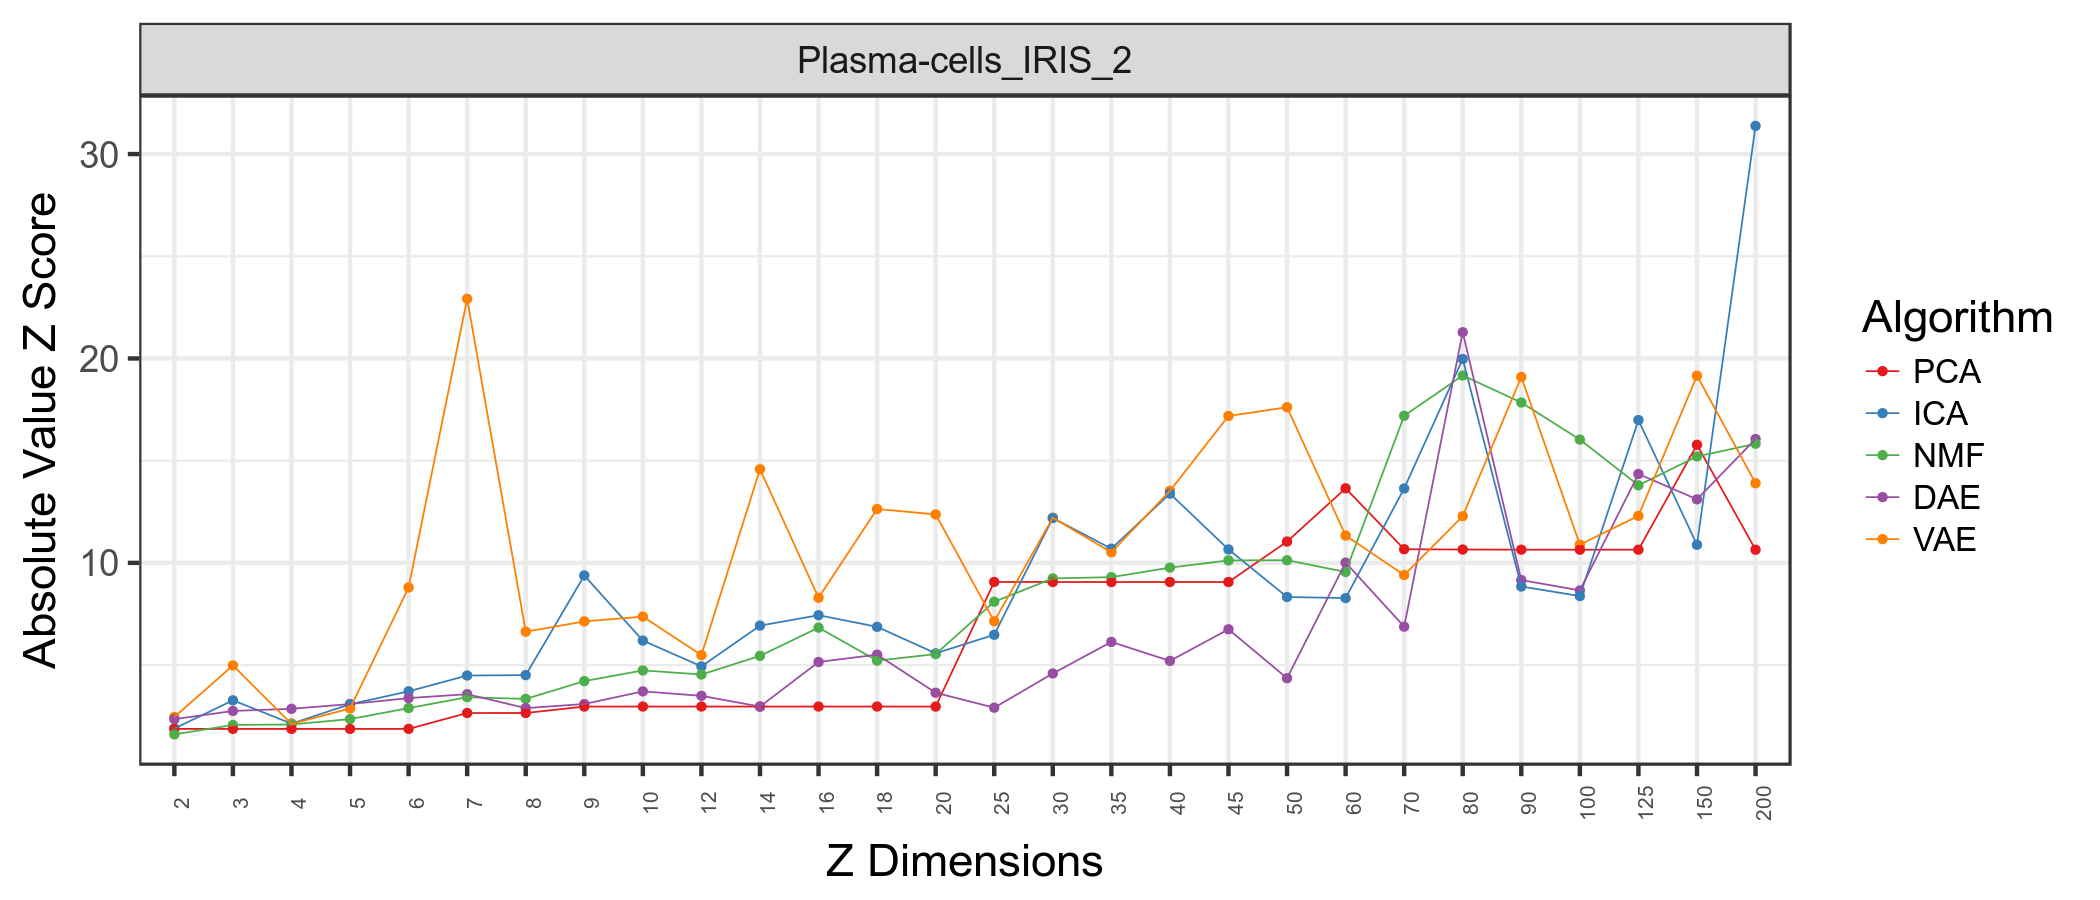 Plasma-cells_IRIS_2
Absolute Value Z Score
30
20
10
2 3 4 5 6 7 8 9 10 12 14 16 18 20 25 30 35 40 45 50 60 70 80 90 100 125 150 200
Z Dimensions
Algorithm
PCA
ICA
NMF
DAE
VAE